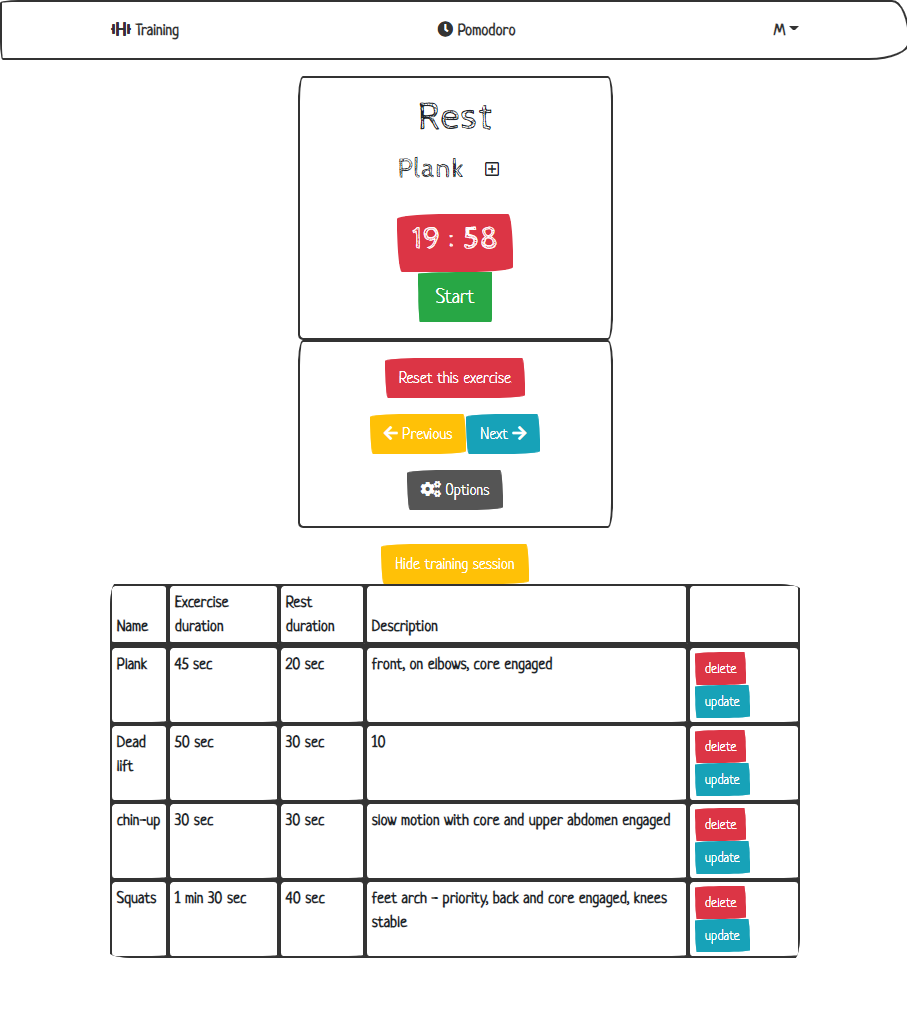 Training
Pomodoro
M
Rest
Plank
19 : 58
Start
Reset this exercise
Previous
Next
Options
Hide training session
Name
Excercise
duration
Rest
duration
Description
Plank
45 sec
20 sec
front, on elbows, core engaged
delete
update
Dead
lift
50 sec
30 sec
10
delete
update
chin-up
30 sec
30 sec
slow motion with core and upper abdomen engaged
delete
update
Squats
1 min 30 sec
40 sec
feet arch - priority, back and core engaged, knees
stable
delete
update